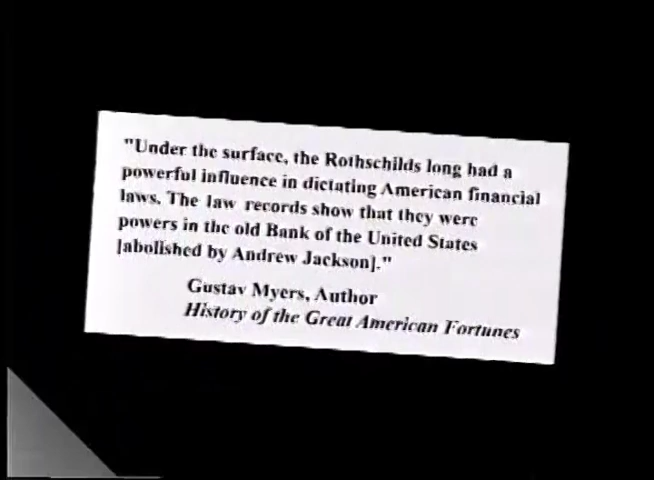 "Under the surface, the Rothschilds long had a
powerful influence in dictating American financial
laws. The law records show that they were
powers in the old Bank of the United States
[abolished by Andrew Jackson]."
Gustav Myers, Author
History of the Great American Fortunes